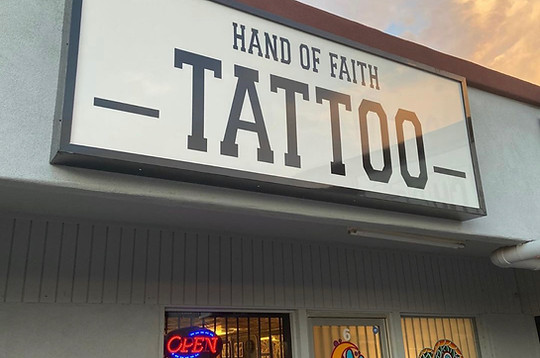 HAND OF FAITH
TATTOO
OPEN
6